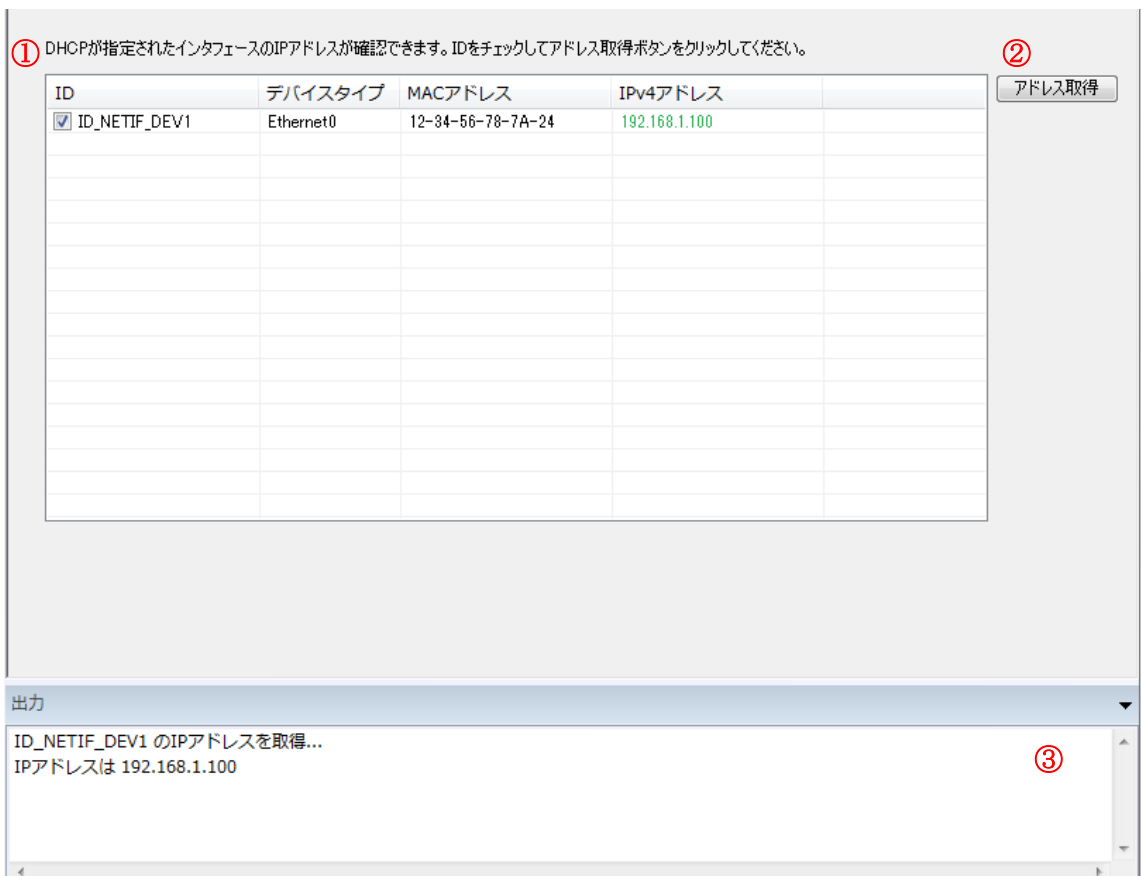 ① DHCPが指定されたインタフェースのIPアドレスが確認できます。IDをチェックしてアドレス取得ボタンをクリックしてください。 ②
アドレス取得
ID デバイスタイプ MACアドレス IPv4アドレス
ID_NETIF_DEV1 Ethernet0 12-34-56-78-7A-24 192.168.1.100
出力
ID_NETIF_DEV1 のIPアドレスを取得...
IPアドレスは 192.168.1.100
③